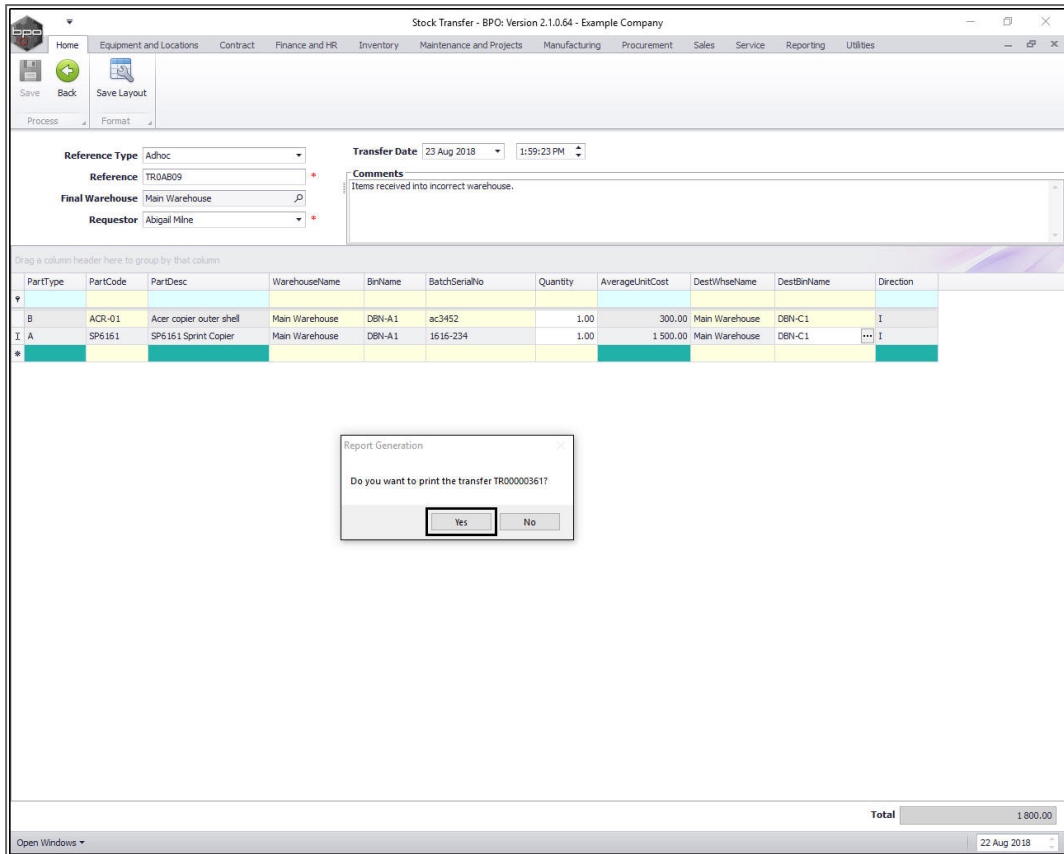 Stock Transfer - BPO: Version 2.1.0.64 - Example Company
bpo
Home Equipment and Locations Contract Finance and HR Inventory Maintenance and Projects Manufacturing Procurement Sales Service Reporting Utilities
Save Back Save Layout
Process Format
Reference Type Adhoc Transfer Date 23 Aug 2018 1:59:23 PM
Reference TR0AB09 * Comments
Items received into incorrect warehouse.
Final Warehouse Main Warehouse
Requestor Abigail Milne *
Drag a column header here to group by that column
PartType PartCode PartDesc WarehouseName BinName BatchSerialNo Quantity AverageUnitCost DestWhseName DestBinName Direction
B ACR-01 Acer copier outer shell Main Warehouse DBN-A1 ac3452 1.00 300.00 Main Warehouse DBN-C1 I
A SP6161 SP6161 Sprint Copier Main Warehouse DBN-A1 1616-234 1.00 1 500.00 Main Warehouse DBN-C1 ... I
*
Report Generation
Do you want to print the transfer TR00000361?
Yes No
Total 1 800.00
Open Windows 22 Aug 2018